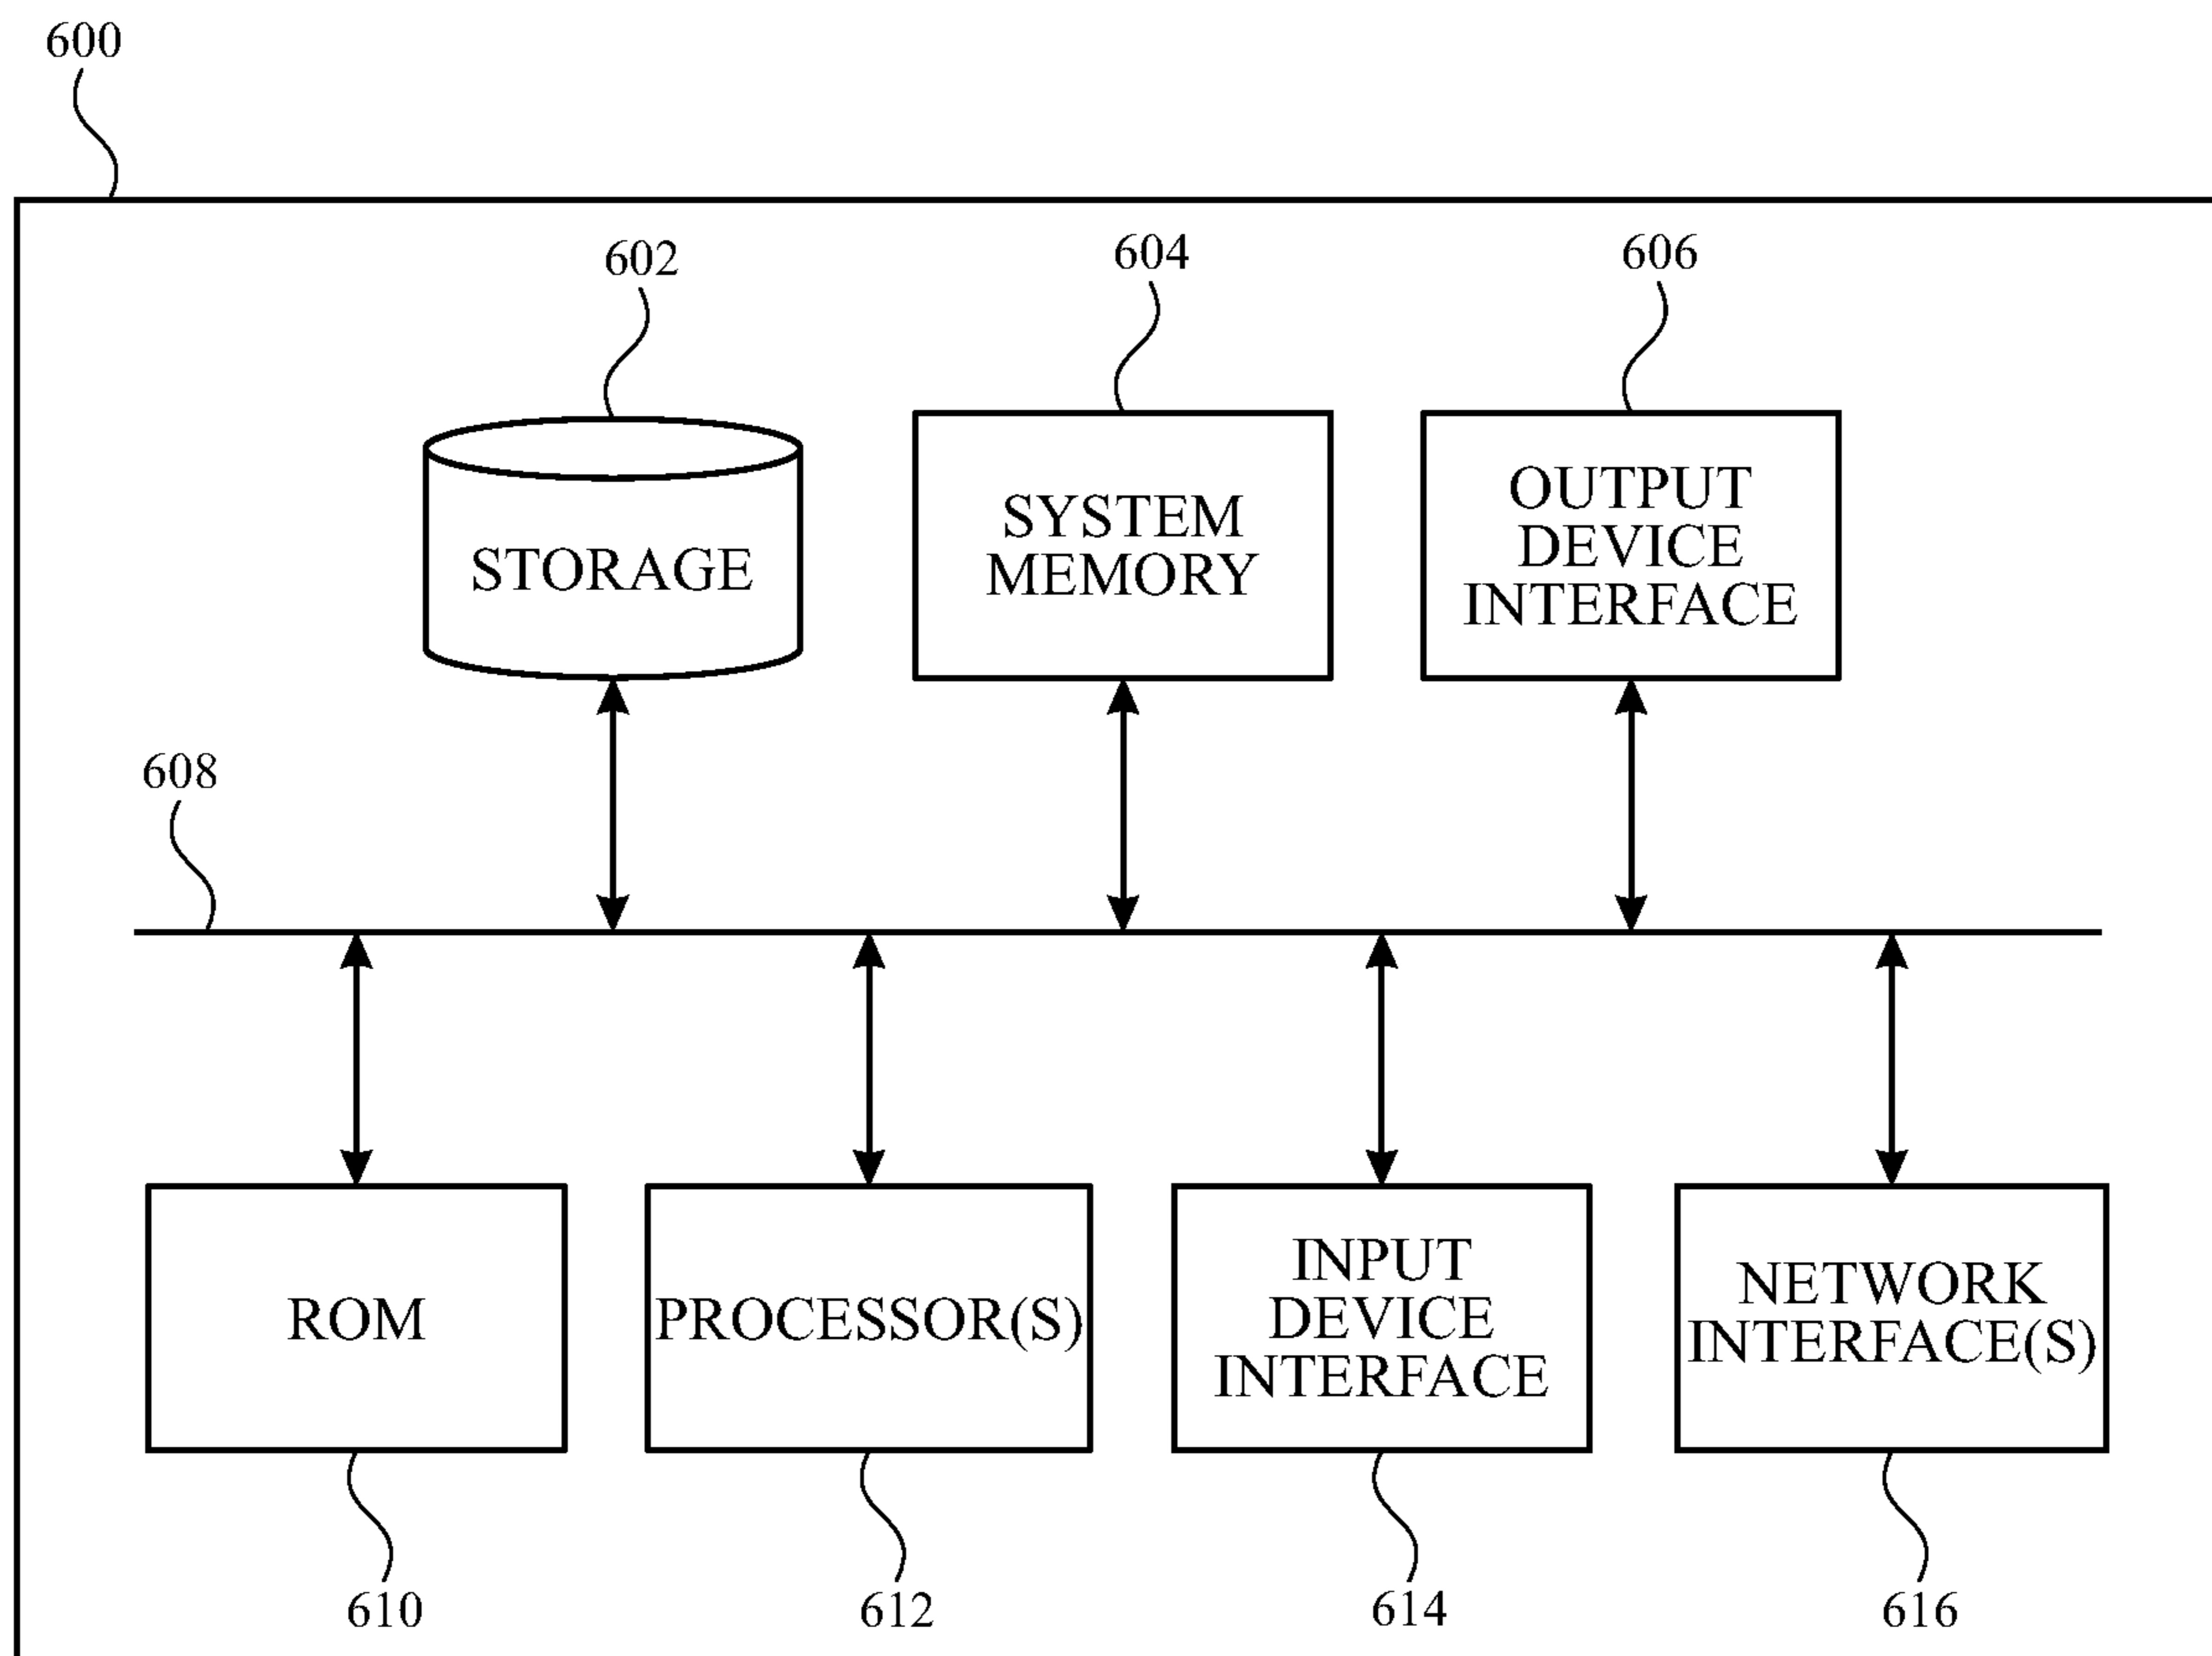 600
602
604
606
STORAGE
SYSTEM
MEMORY
OUTPUT
DEVICE
INTERFACE
608
ROM
PROCESSOR(S)
INPUT
DEVICE
INTERFACE
NETWORK
INTERFACE(S)
610
612
614
616